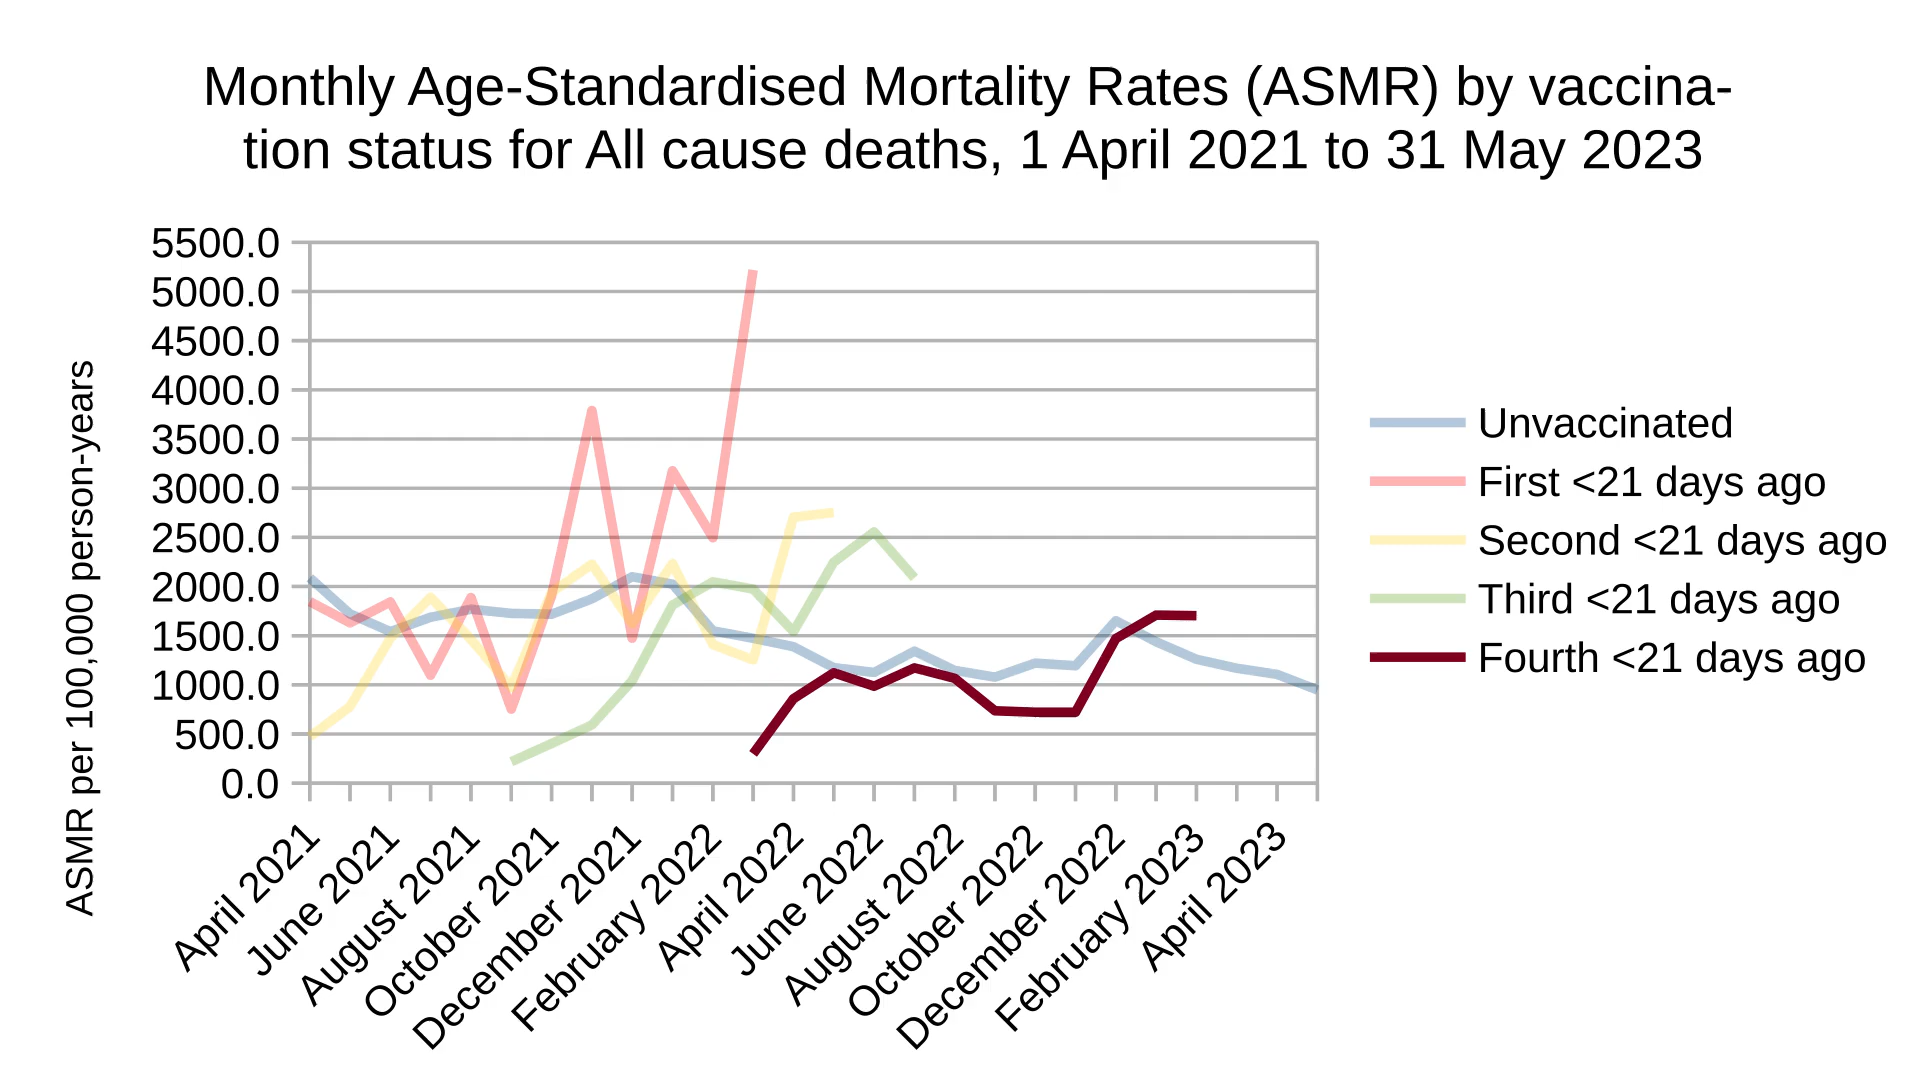 Monthly Age-Standardised Mortality Rates (ASMR) by vaccina-
tion status for All cause deaths, 1 April 2021 to 31 May 2023
ASMR per 100,000 person-years
5500.0
5000.0
4500.0
4000.0
3500.0
3000.0
2500.0
2000.0
1500.0
1000.0
500.0
0.0
April 2021
June 2021
August 2021
October 2021
December 2021
February 2022
April 2022
June 2022
August 2022
October 2022
December 2022
February 2023
April 2023
Unvaccinated
First <21 days ago
Second <21 days ago
Third <21 days ago
Fourth <21 days ago